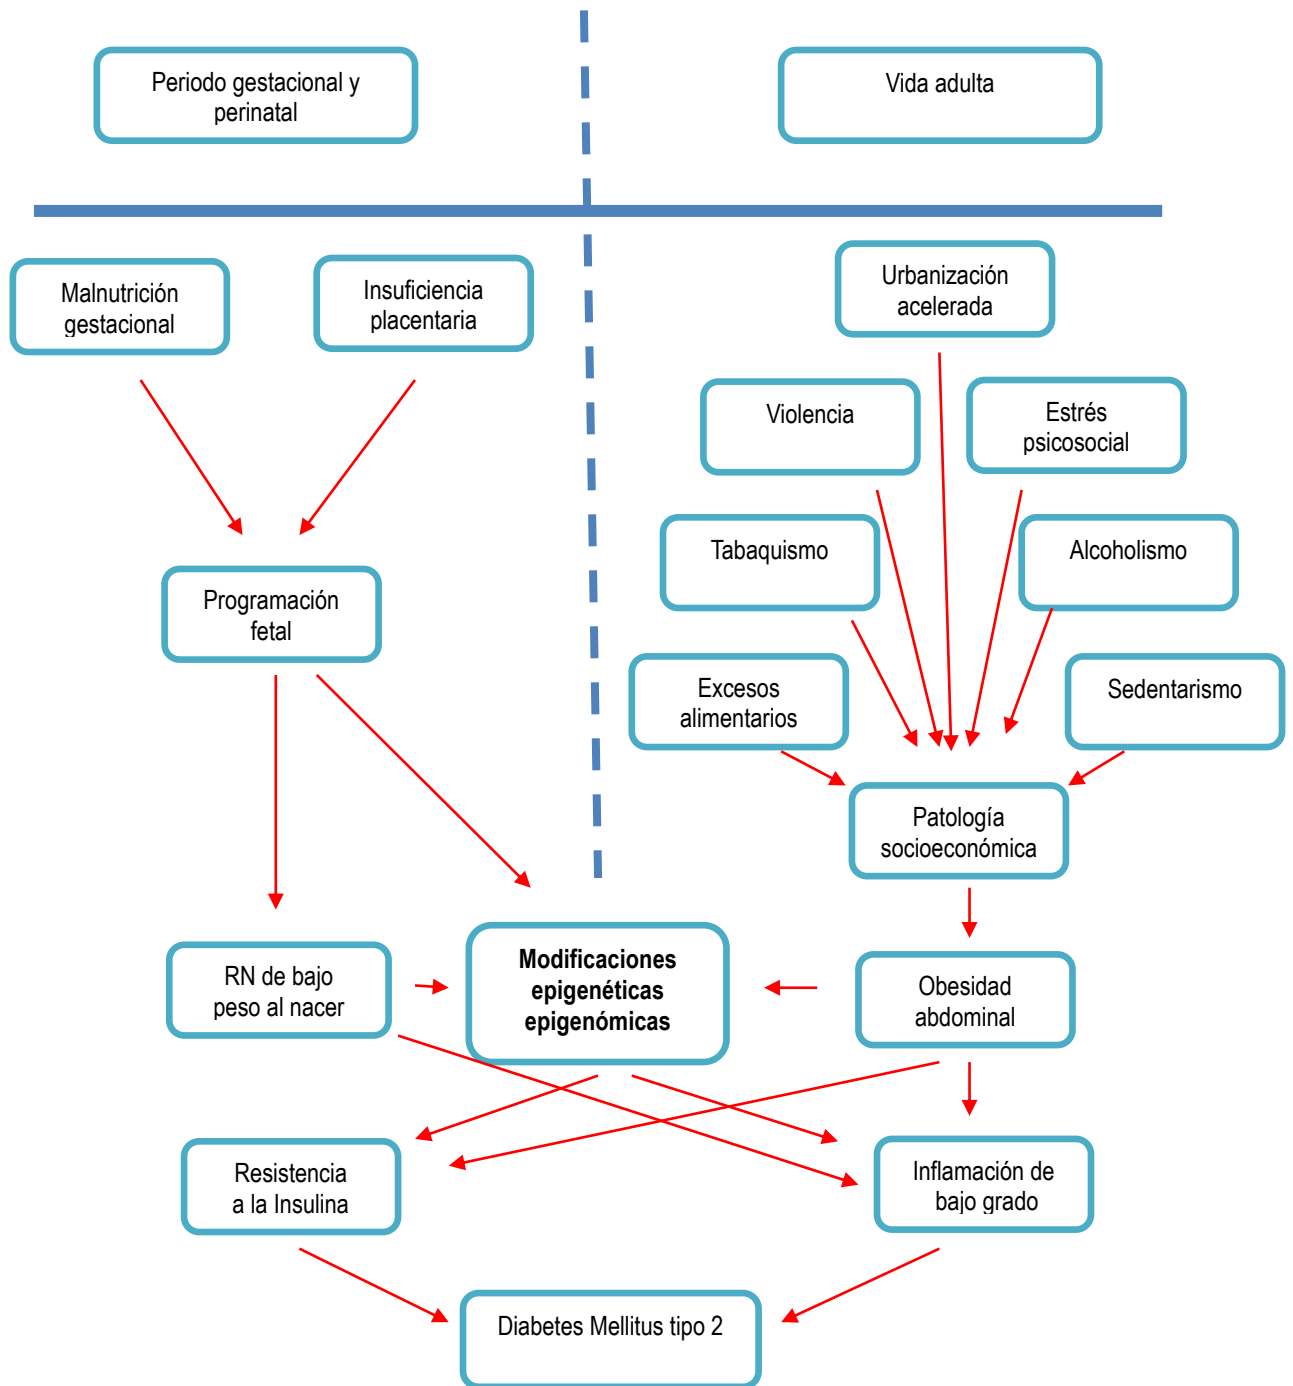 Periodo gestacional y
perinatal
Vida adulta
Malnutrición
gestacional
Insuficiencia
placentaria
Urbanización
acelerada
Violencia
Estrés
psicosocial
Tabaquismo
Alcoholismo
Programación
fetal
Excesos
alimentarios
Sedentarismo
Patología
socioeconómica
RN de bajo
peso al nacer
Modificaciones
epigenéticas
epigenómicas
Obesidad
abdominal
Resistencia
a la Insulina
Inflamación de
bajo grado
Diabetes Mellitus tipo 2